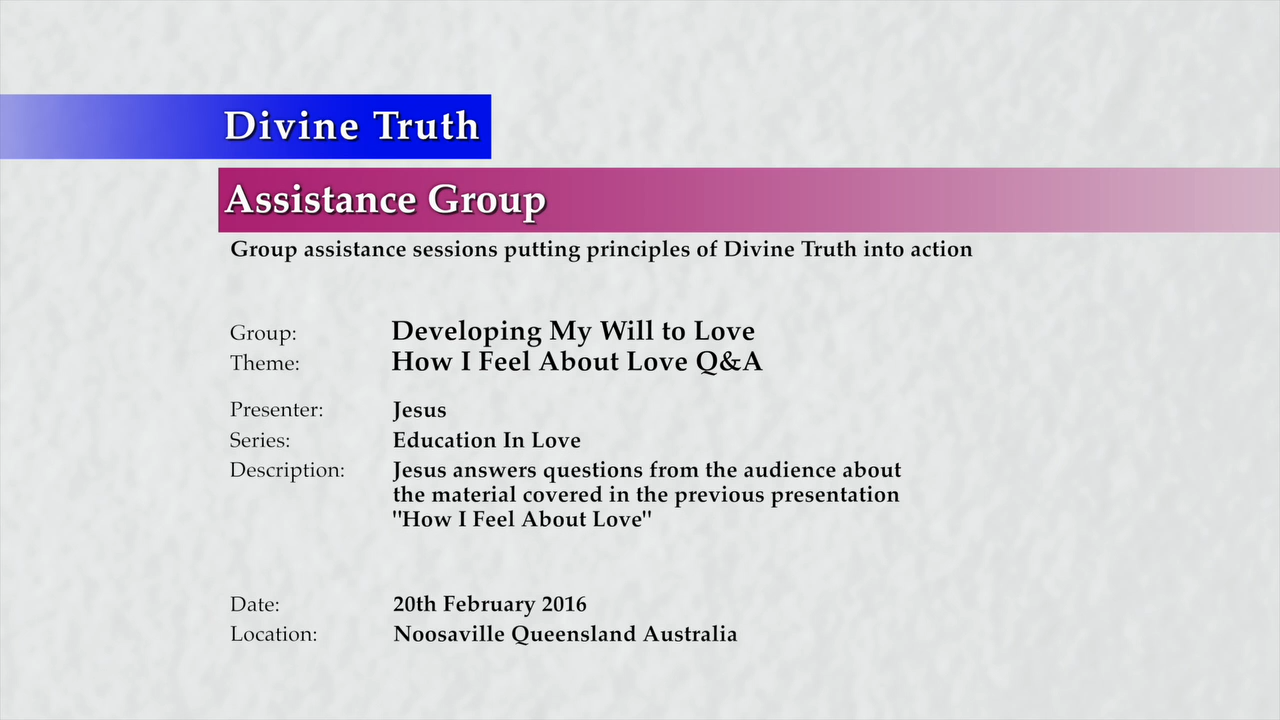 Divine Truth
Assistance Group
Group assistance sessions putting principles of Divine Truth into action
Group: Developing My Will to Love
Theme: How I Feel About Love Q&A
Presenter: Jesus
Series: Education In Love
Description: Jesus answers questions from the audience about
the material covered in the previous presentation
"How I Feel About Love"
Date: 20th February 2016
Location: Noosaville Queensland Australia